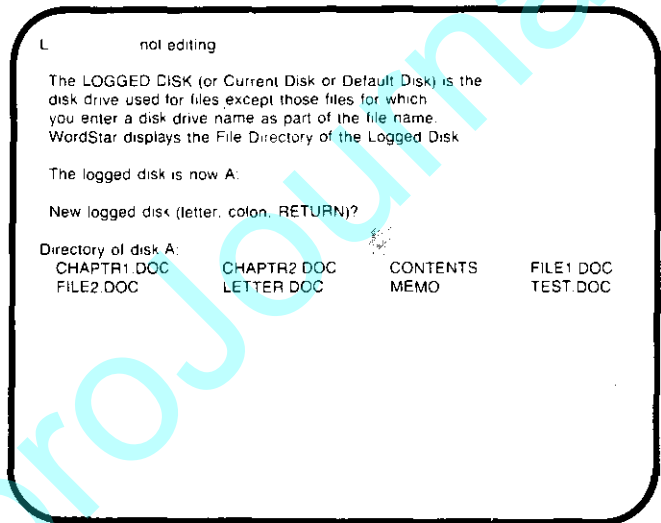 L not editing
The LOGGED DISK (or Current Disk or Default Disk) is the
disk drive used for files except those files for which
you enter a disk drive name as part of the file name.
WordStar displays the File Directory of the Logged Disk
The logged disk is now A:
New logged disk (letter, colon, RETURN)?
Directory of disk A:
CHAPTR1.DOC CHAPTR2 DOC CONTENTS FILE1 DOC
FILE2.DOC LETTER DOC MEMO TEST.DOC
proJourna